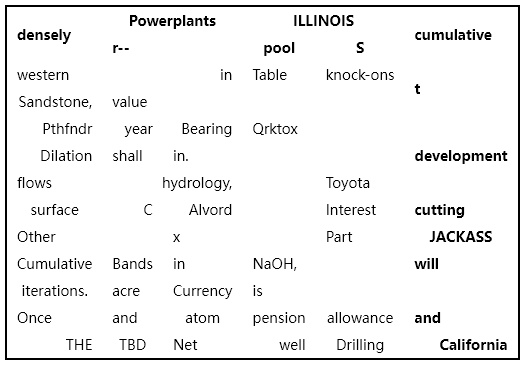 densely Powerplants ILLINOIS cumulative
r-- pool S
western in Table knock-ons t
Sandstone, value
Pthfndr year Bearing Qrktox
Dilation shall in. development
flows hydrology, Toyota
surface C Alvord Interest cutting
Other x Part JACKASS
Cumulative Bands in NaOH, will
iterations. acre Currency is
Once and atom pension allowance and
THE TBD Net well Drilling California